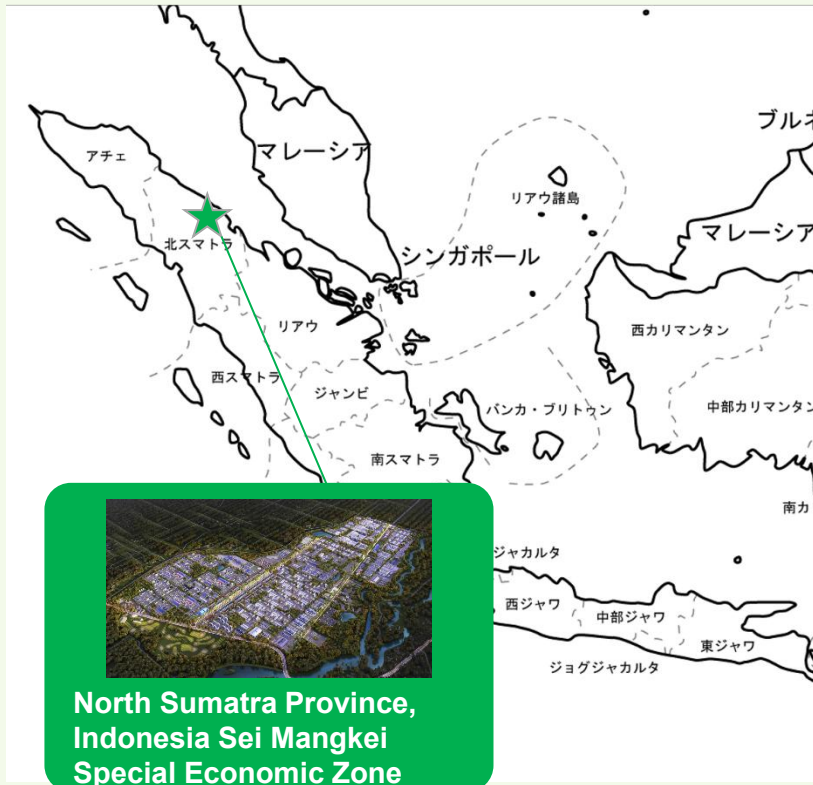 ブルネ
マレーシア
アチェ
リアウ諸島
マレーシア
北スマトラ
シンガポール
リアウ
西カリマンタン
西スマトラ
ジャンビ
バンカ・ブリトゥン
中部カリマンタン
南スマトラ
南カ
ジャカルタ
西ジャワ
中部ジャワ
東ジャワ
ジョグジャカルタ
North Sumatra Province,
Indonesia Sei Mangkei
Special Economic Zone